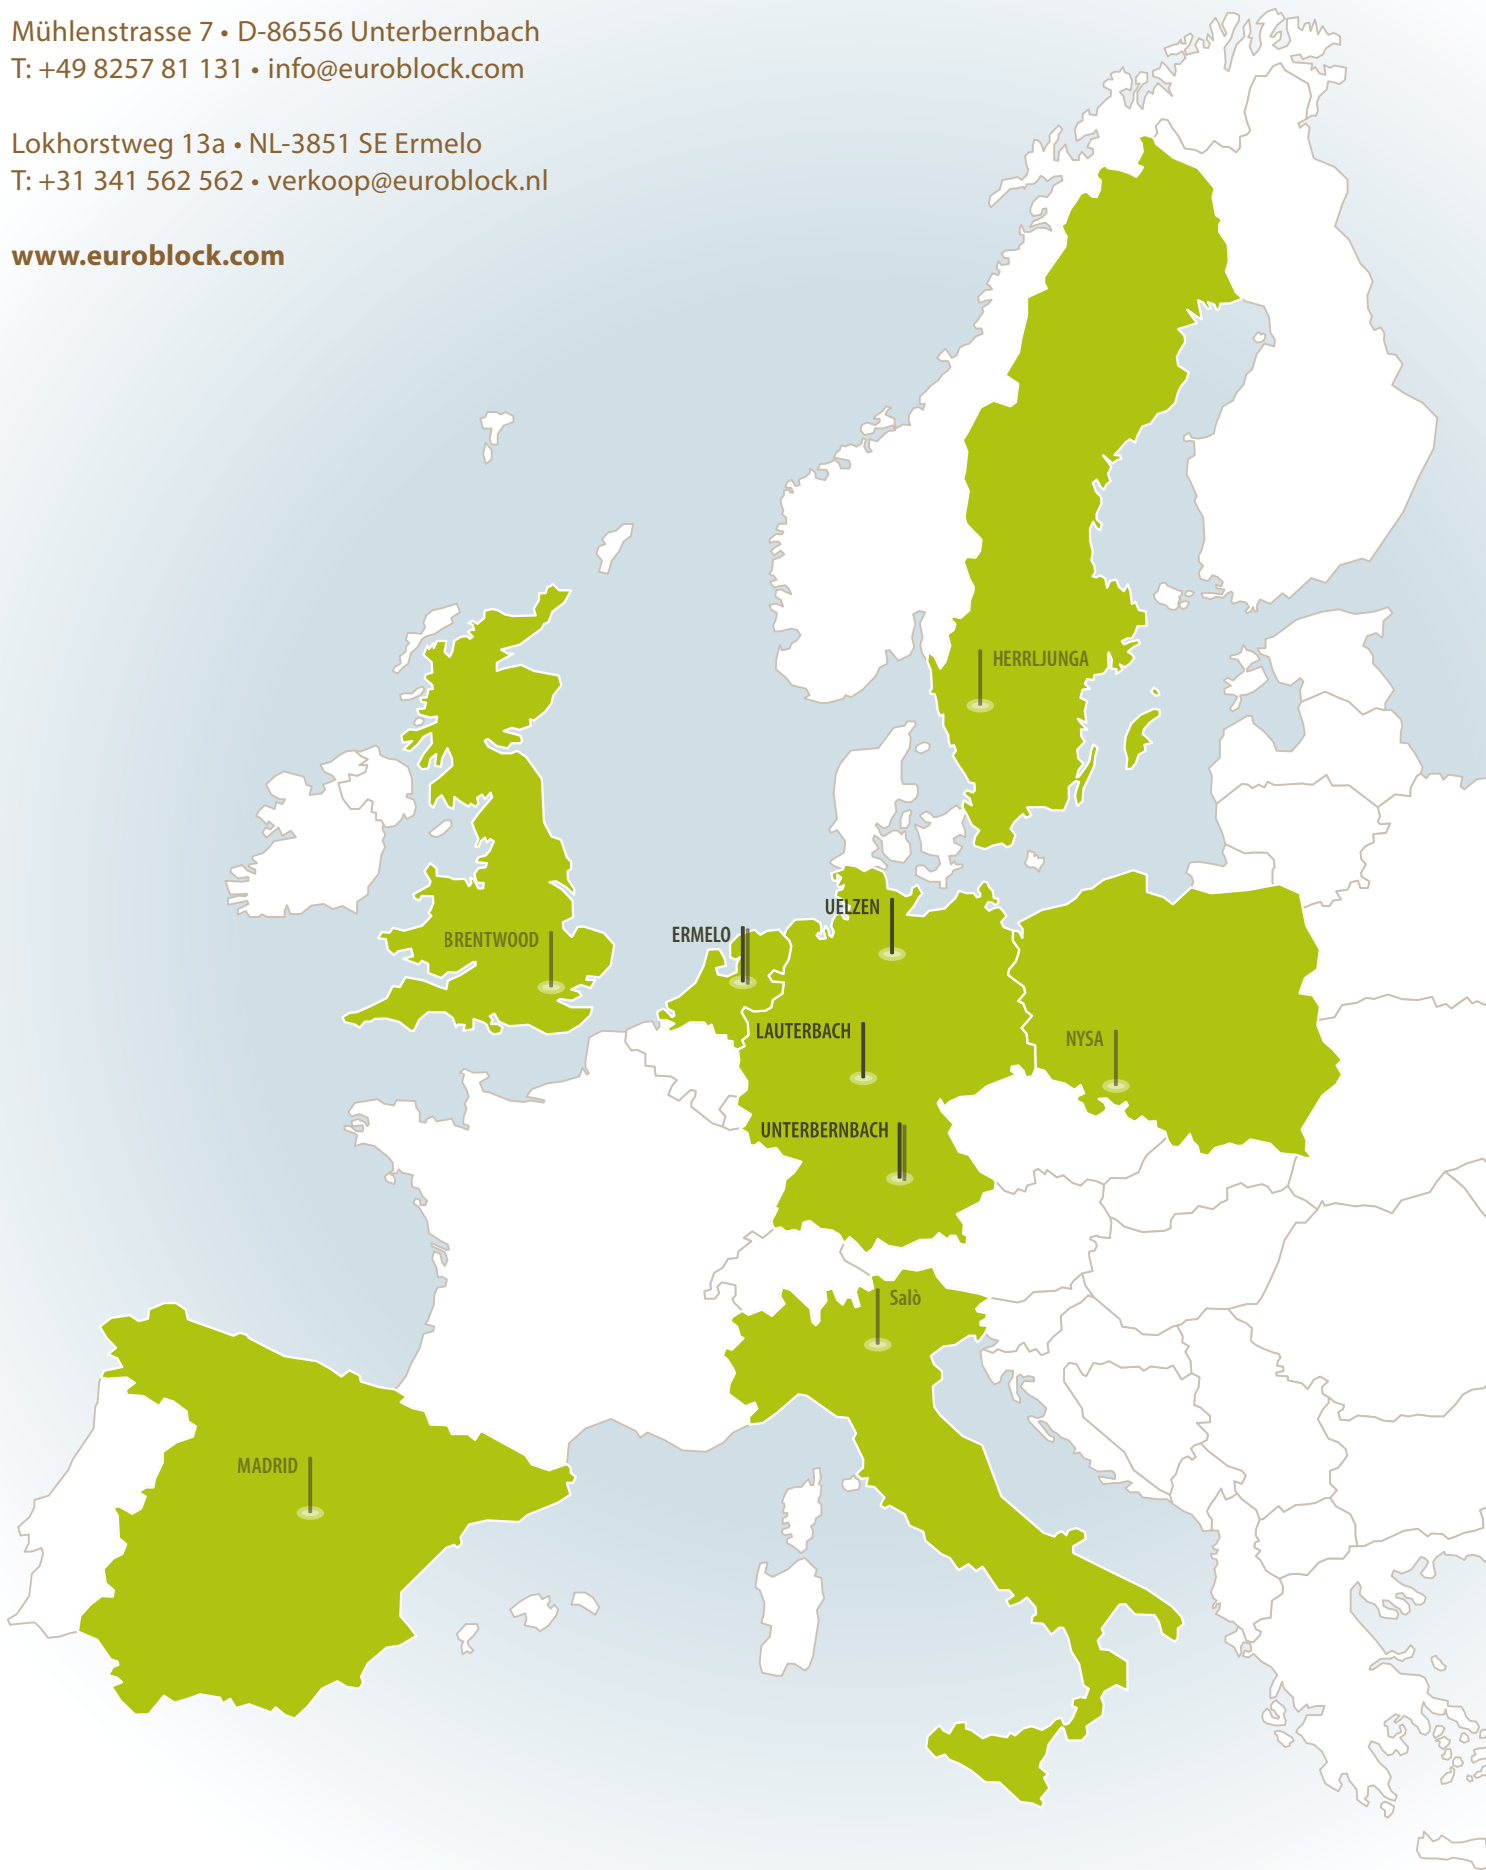 Mühlenstrasse 7 • D-86556 Unterbernbach
T: +49 8257 81 131 • info@euroblock.com
Lokhorstweg 13a • NL-3851 SE Ermelo
T: +31 341 562 562 • verkoop@euroblock.nl
www.euroblock.com
HERRLJUNGA
UELZEN
ERMELO
BRENTWOOD
LAUTERBACH
NYSA
UNTERBERNBACH
Salò
MADRID